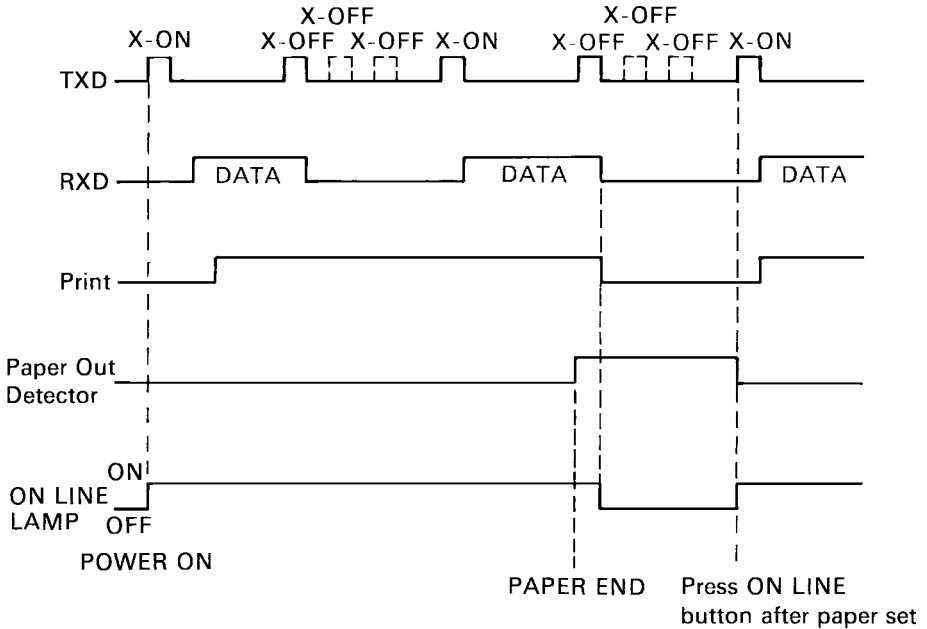 X-OFF X-OFF
X-ON X-OFF X-OFF X-ON X-OFF X-OFF X-ON
TXD
RXD DATA DATA DATA
Print
Paper Out
Detector
ON
ON LINE
LAMP OFF
POWER ON
PAPER END Press ON LINE
button after paper set